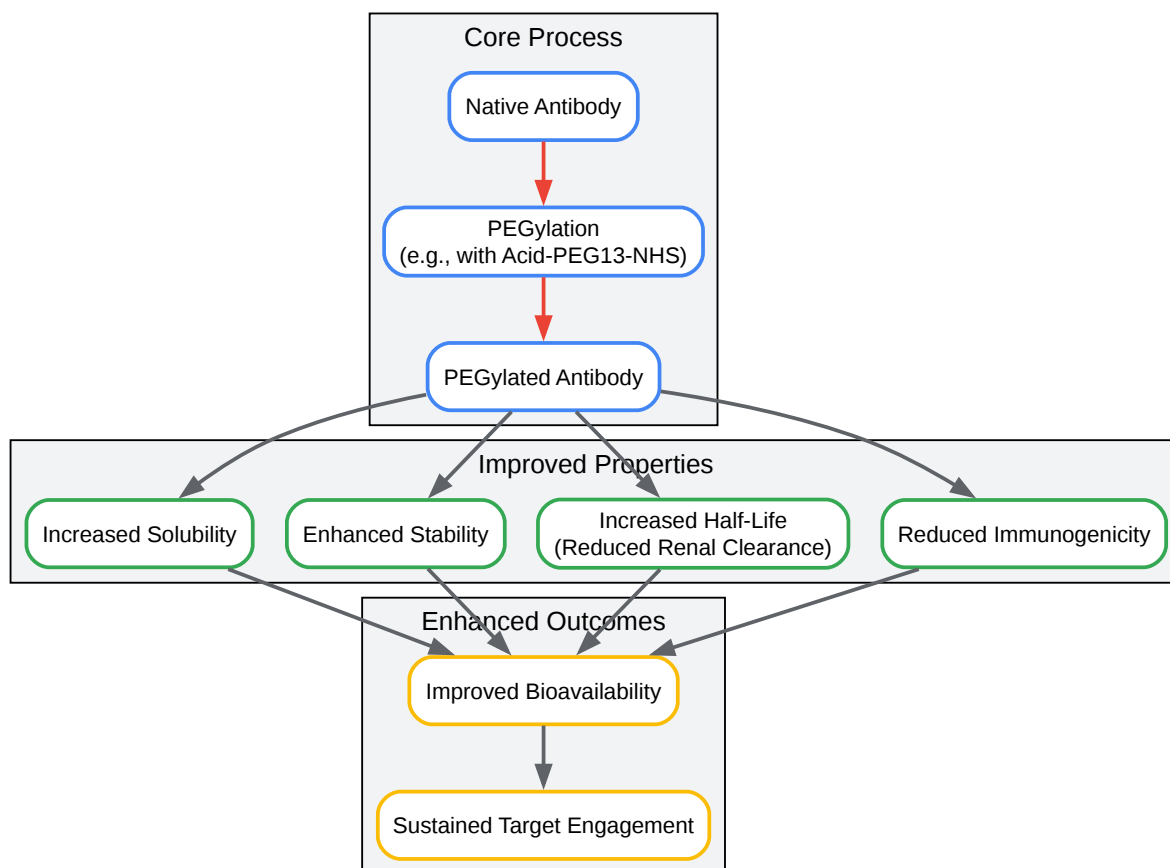 Core Process
Native Antibody
PEGylation
(e.g., with Acid-PEG13-NHS)
PEGylated Antibody
Improved Properties
Increased Solubility
Enhanced Stability
Increased Half-Life
(Reduced Renal Clearance)
Reduced Immunogenicity
Enhanced Outcomes
Improved Bioavailability
Sustained Target Engagement